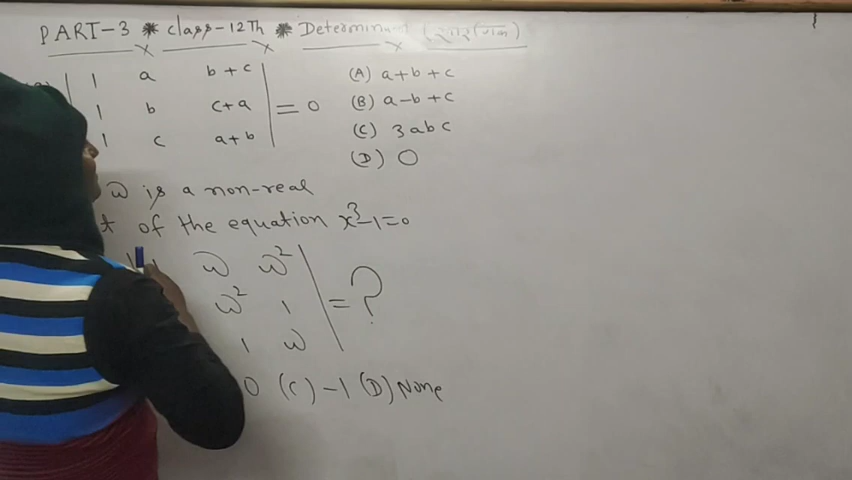 PART-3 * class-12Th * Determinant (सारणिक)
1 a b+c (A) a+b+c
1 b c+a = 0 (B) a-b+c
1 c a+b (C) 3abc
(D) 0
ω is a non-real
t of the equation x³-1=0
ω ω²
ω² 1 = ?
1 ω
0 (C) -1 (D) None